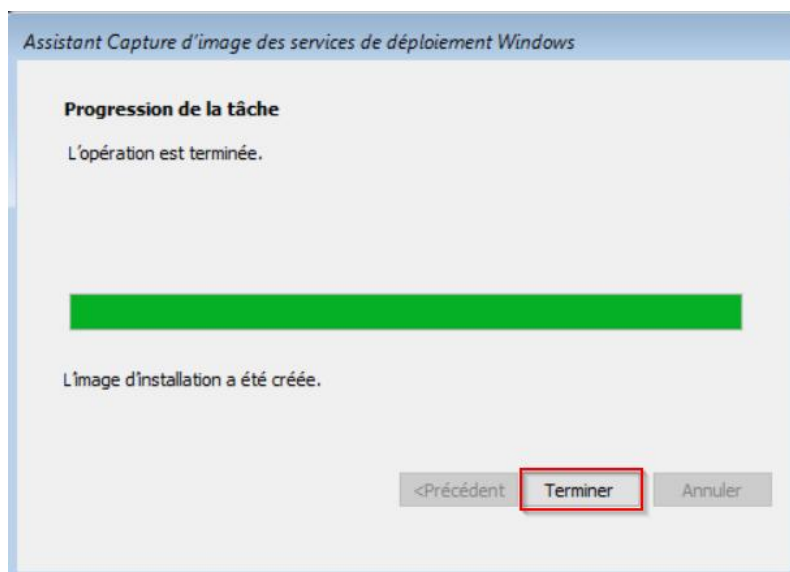 Assistant Capture d'image des services de déploiement Windows
Progression de la tâche
L'opération est terminée.
L'image d'installation a été créée.
<Précédent Terminer Annuler